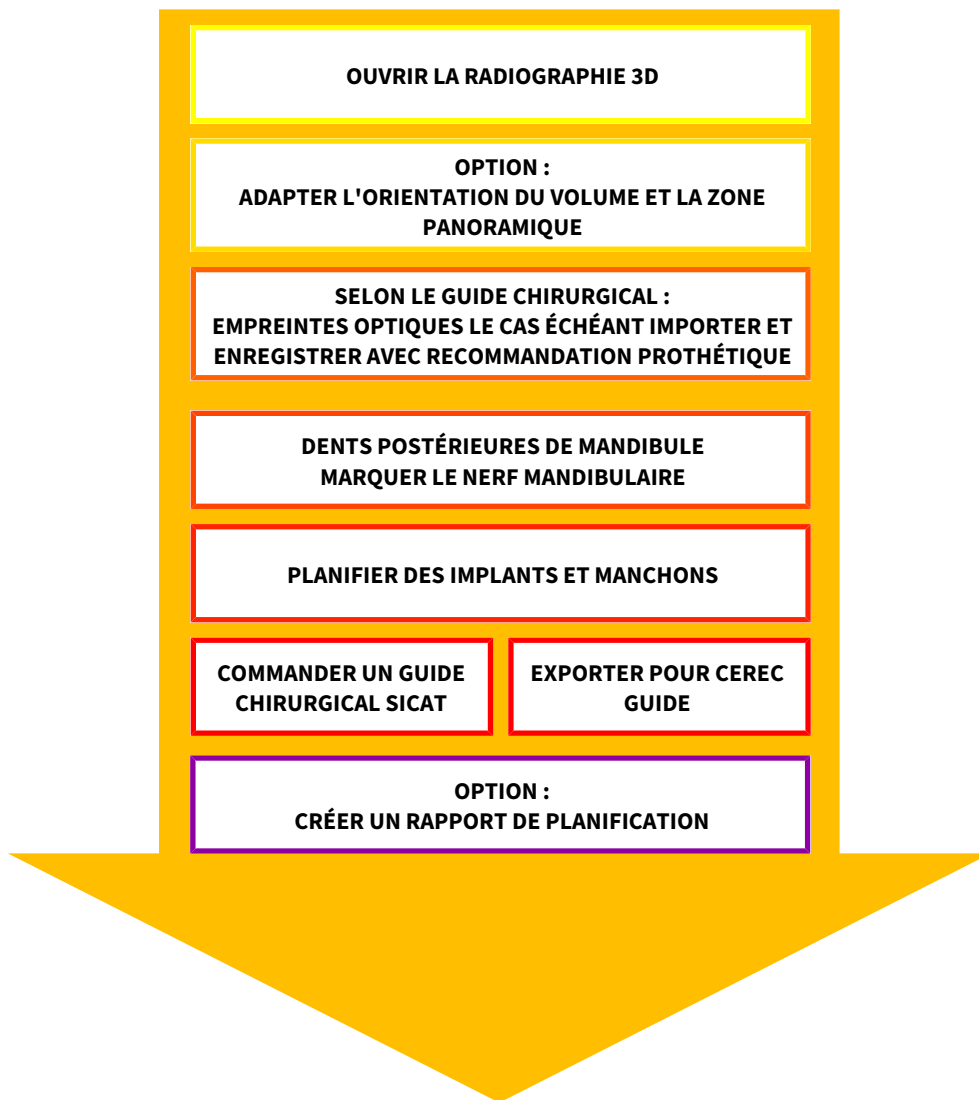 OUVRIR LA RADIOGRAPHIE 3D
OPTION :
ADAPTER L'ORIENTATION DU VOLUME ET LA ZONE
PANORAMIQUE
SELON LE GUIDE CHIRURGICAL :
EMPREINTES OPTIQUES LE CAS ÉCHÉANT IMPORTER ET
ENREGISTRER AVEC RECOMMANDATION PROTHÉTIQUE
DENTS POSTÉRIEURES DE MANDIBULE
MARQUER LE NERF MANDIBULAIRE
PLANIFIER DES IMPLANTS ET MANCHONS
COMMANDER UN GUIDE
CHIRURGICAL SICAT
EXPORTER POUR CEREC
GUIDE
OPTION :
CRÉER UN RAPPORT DE PLANIFICATION